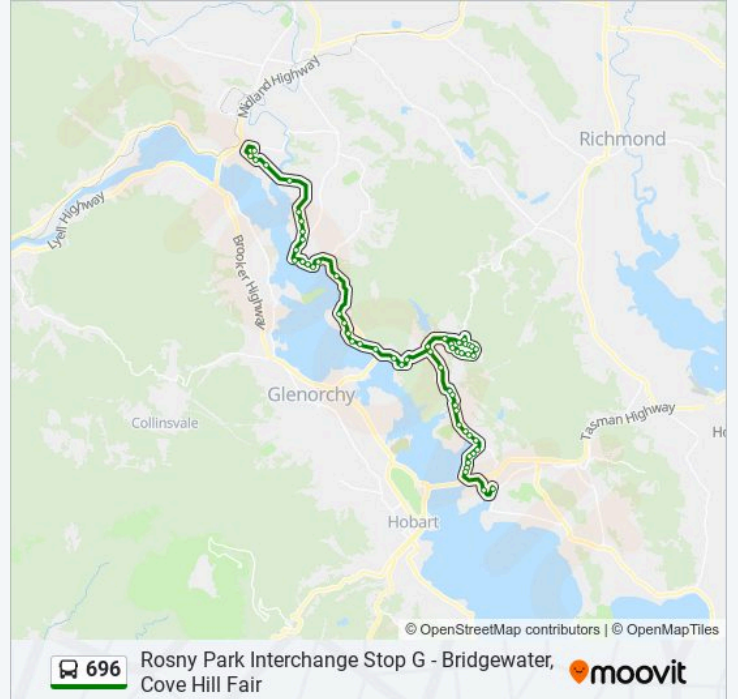 Midland Highway
Richmond
Lyell Highway
Brooker Highway
Glenorchy
Collinsvale
Tasman Highway
Ho
Hobart
© OpenStreetMap contributors | © OpenMapTiles
696
Rosny Park Interchange Stop G - Bridgewater,
Cove Hill Fair
moovit